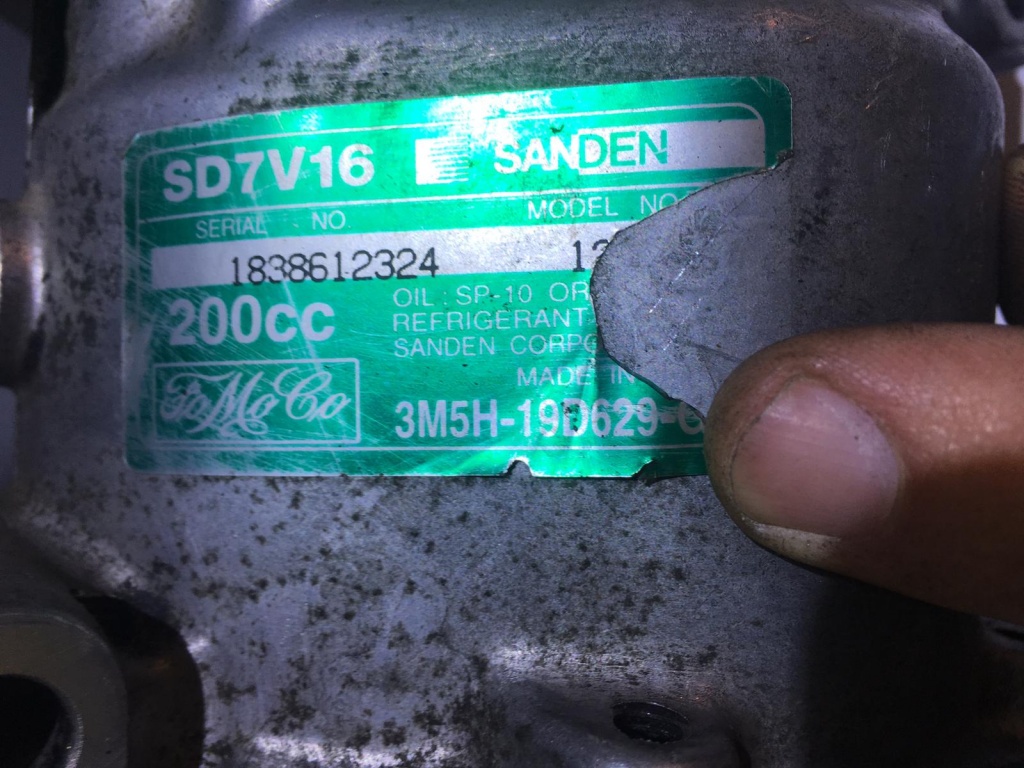 SD7V16 SANDEN
SERIAL NO. MODEL NO.
1838612324 12
200cc
OIL : SP-10 OR
REFRIGERANT
SANDEN CORPO
MADE IN
FoMoCo
3M5H-19D629-